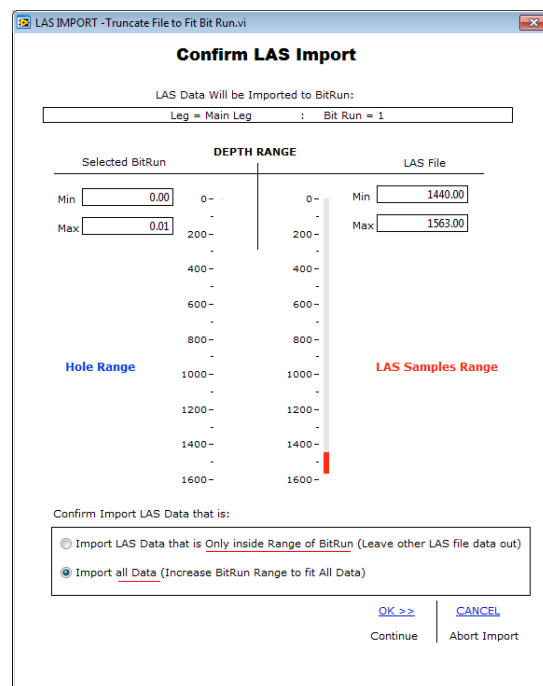 LAS IMPORT -Truncate File to Fit Bit Run.vi
Confirm LAS Import
LAS Data Will be Imported to BitRun:
Leg = Main Leg : Bit Run = 1
DEPTH RANGE
Selected BitRun
LAS File
Min 0.00
Max 0.01
0-
-
200-
-
400-
-
600-
-
800-
-
1000-
-
1200-
-
1400-
-
1600-
0-
-
200-
-
400-
-
600-
-
800-
-
1000-
-
1200-
-
1400-
-
1600-
Min 1440.00
Max 1563.00
Hole Range
LAS Samples Range
Confirm Import LAS Data that is:
Import LAS Data that is Only inside Range of BitRun (Leave other LAS file data out)
Import all Data (Increase BitRun Range to fit All Data)
OK >> CANCEL
Continue Abort Import